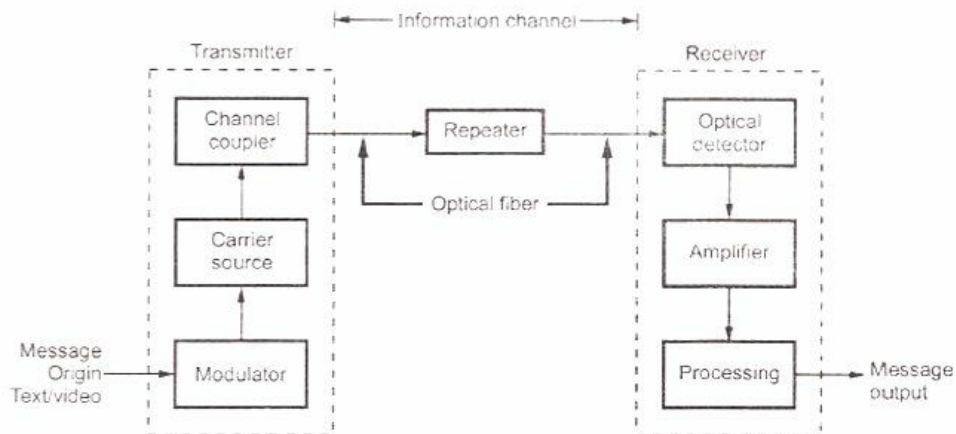 Information channel
Transmitter
Receiver
Channel
coupler
Repeater
Optical
detector
Optical fiber
Carrier
source
Amplifier
Message
Origin
Text/video
Modulator
Processing
Message
output